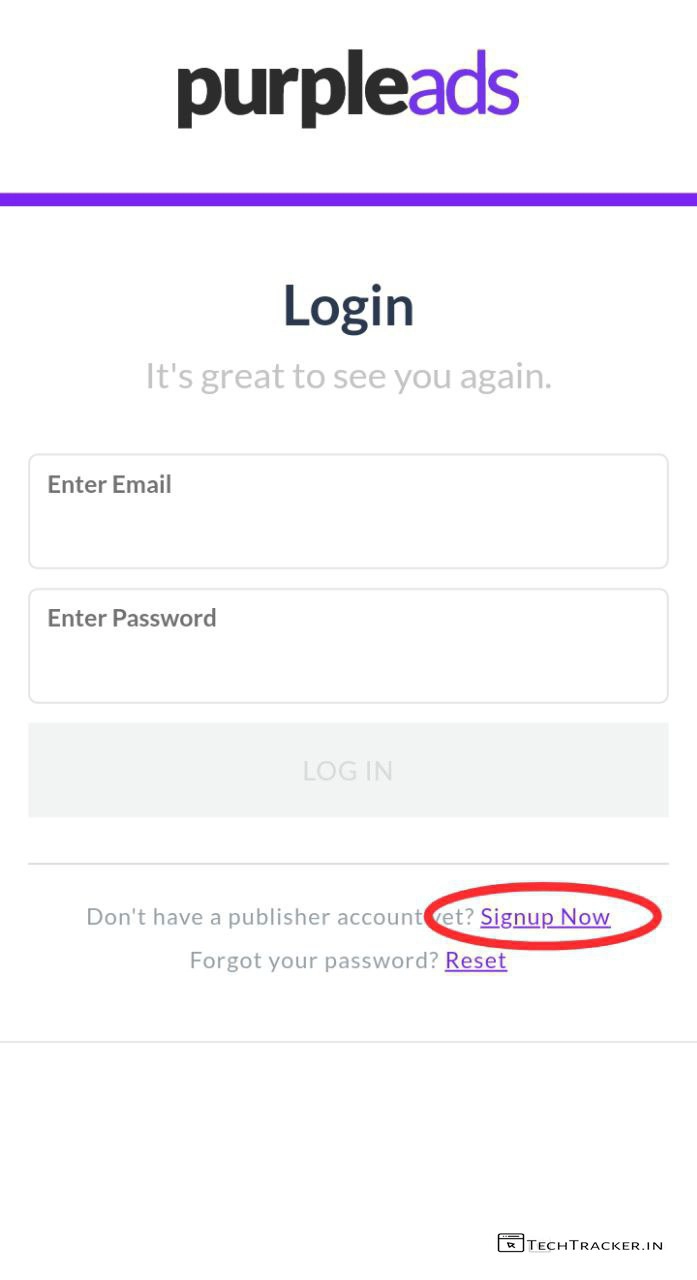 purpleads
Login
It's great to see you again.
Enter Email
Enter Password
LOG IN
Don't have a publisher account yet? Signup Now
Forgot your password? Reset
TECHTRACKER.IN